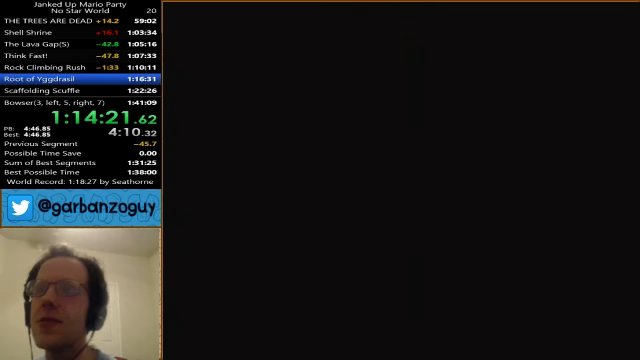 Janked Up Mario Party
No Star World 20
THE TREES ARE DEAD +14.2 59:02
Shell Shrine +16.1 1:03:34
The Lava Gap(S) −42.8 1:05:16
Think Fast! −47.8 1:07:33
Rock Climbing Rush −1:33 1:10:11
Root of Yggdrasil 1:16:31
Scaffolding Scuffle 1:22:26
Bowser(3, left, 5, right, 7) 1:41:09
1:14:21.62
PB: 4:46.85 4:10.32
Best: 4:46.85
Previous Segment −45.7
Possible Time Save 0.00
Sum of Best Segments 1:31:25
Best Possible Time 1:38:00
World Record: 1:18:27 by Seathorne
@garbanzoguy